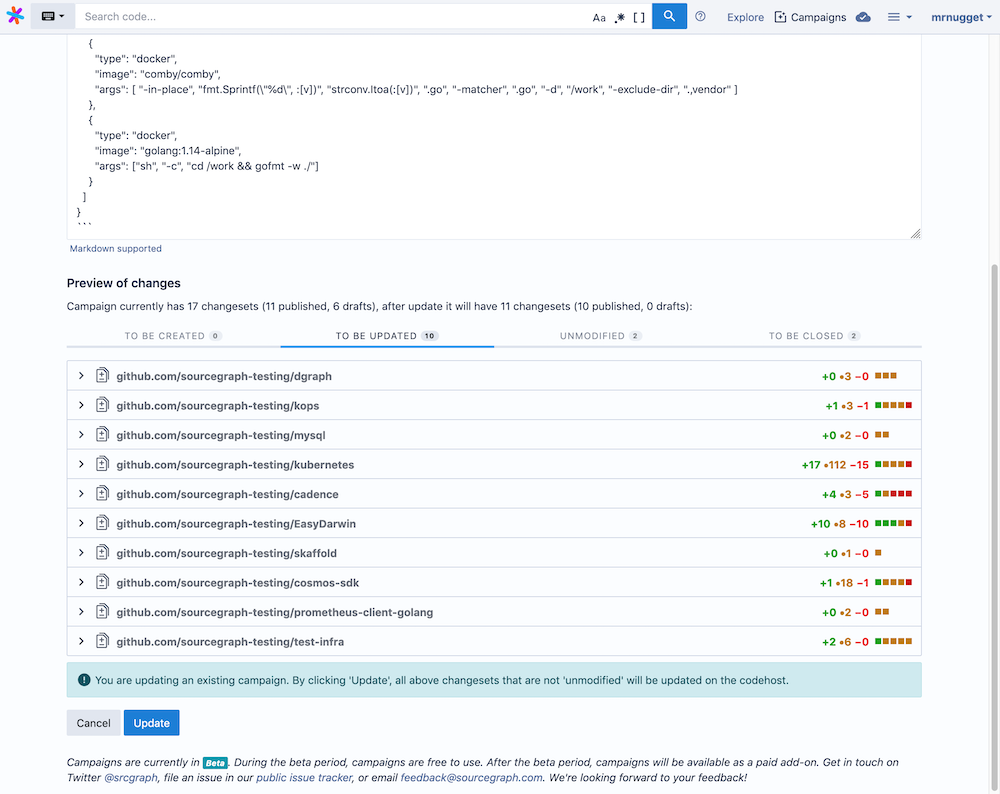 Search code...
Aa .* [ ]
Explore
Campaigns
mrnugget
{
"type": "docker",
"image": "comby/comby",
"args": [ "-in-place", "fmt.Sprintf(\"%d\", :[v])", "strconv.Itoa(:[v])", ".go", "-matcher", ".go", "-d", "/work", "-exclude-dir", ".,vendor" ]
},
{
"type": "docker",
"image": "golang:1.14-alpine",
"args": ["sh", "-c", "cd /work && gofmt -w ./"]
}
]
}
```
Markdown supported
Preview of changes
Campaign currently has 17 changesets (11 published, 6 drafts), after update it will have 11 changesets (10 published, 0 drafts):
TO BE CREATED 0
TO BE UPDATED 10
UNMODIFIED 2
TO BE CLOSED 2
github.com/sourcegraph-testing/dgraph +0 •3 −0
github.com/sourcegraph-testing/kops +1 •3 −1
github.com/sourcegraph-testing/mysql +0 •2 −0
github.com/sourcegraph-testing/kubernetes +17 •112 −15
github.com/sourcegraph-testing/cadence +4 •3 −5
github.com/sourcegraph-testing/EasyDarwin +10 •8 −10
github.com/sourcegraph-testing/skaffold +0 •1 −0
github.com/sourcegraph-testing/cosmos-sdk +1 •18 −1
github.com/sourcegraph-testing/prometheus-client-golang +0 •2 −0
github.com/sourcegraph-testing/test-infra +2 •6 −0
You are updating an existing campaign. By clicking 'Update', all above changesets that are not 'unmodified' will be updated on the codehost.
Cancel
Update
Campaigns are currently in Beta. During the beta period, campaigns are free to use. After the beta period, campaigns will be available as a paid add-on. Get in touch on
Twitter @srcgraph, file an issue in our public issue tracker, or email feedback@sourcegraph.com. We're looking forward to your feedback!